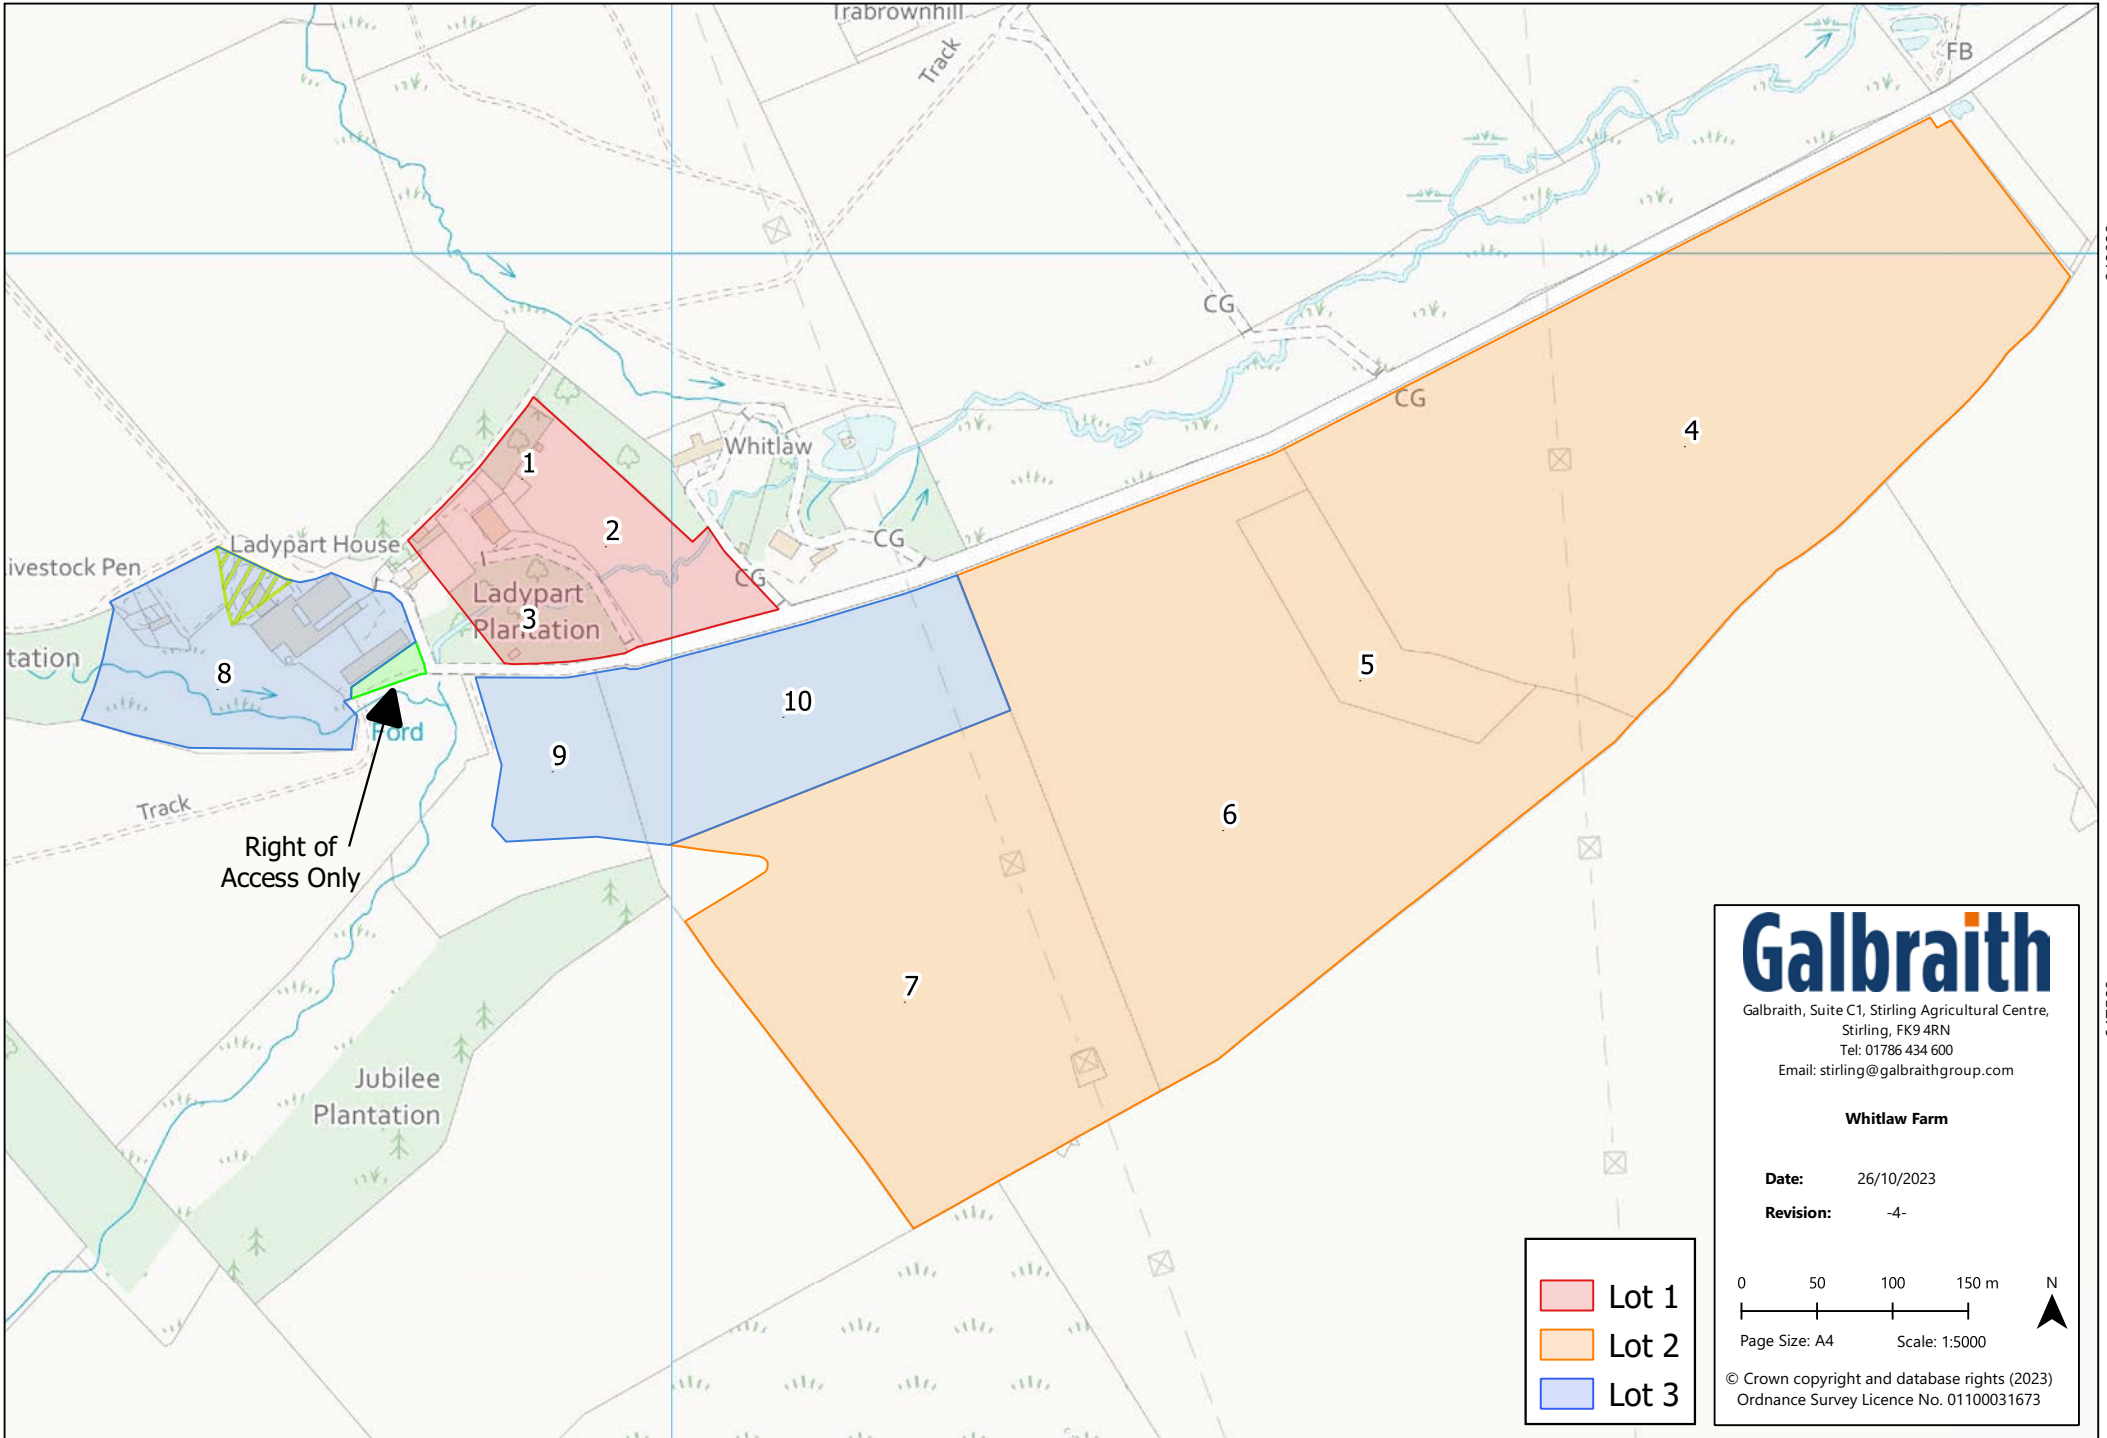 Trabrownhill
Track
FB
CG
CG
Whitlaw
CG
CG
1
2
3
4
5
6
7
8
9
10
Ladypart House
ivestock Pen
Ladypart
Plantation
tation
Ford
Track
Right of
Access Only
Jubilee
Plantation
Lot 1
Lot 2
Lot 3
Galbraith
Galbraith, Suite C1, Stirling Agricultural Centre,
Stirling, FK9 4RN
Tel: 01786 434 600
Email: stirling@galbraithgroup.com
Whitlaw Farm
Date: 26/10/2023
Revision: -4-
0 50 100 150 m N
Page Size: A4 Scale: 1:5000
© Crown copyright and database rights (2023)
Ordnance Survey Licence No. 01100031673